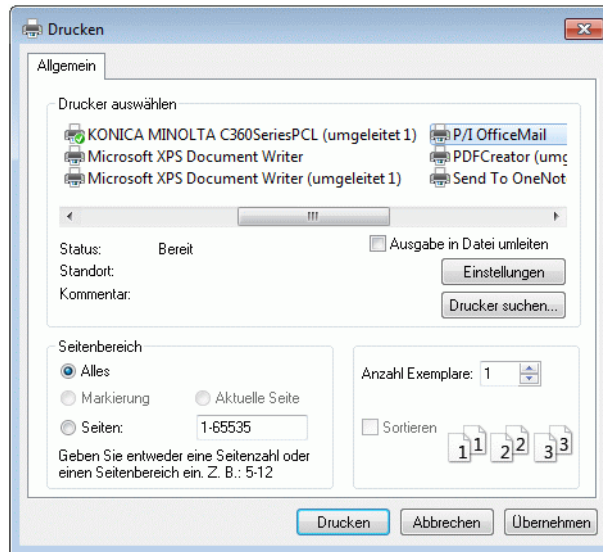 Drucken
Allgemein
Drucker auswählen
KONICA MINOLTA C360SeriesPCL (umgeleitet 1) P/I OfficeMail
Microsoft XPS Document Writer PDFCreator (umg
Microsoft XPS Document Writer (umgeleitet 1) Send To OneNot
Status: Bereit Ausgabe in Datei umleiten
Standort: Einstellungen
Kommentar: Drucker suchen...
Seitenbereich
Alles Anzahl Exemplare: 1
Markierung Aktuelle Seite
Seiten: 1-65535 Sortieren
1 1 2 2 3 3
Geben Sie entweder eine Seitenzahl oder
einen Seitenbereich ein. Z. B.: 5-12
Drucken Abbrechen Übernehmen